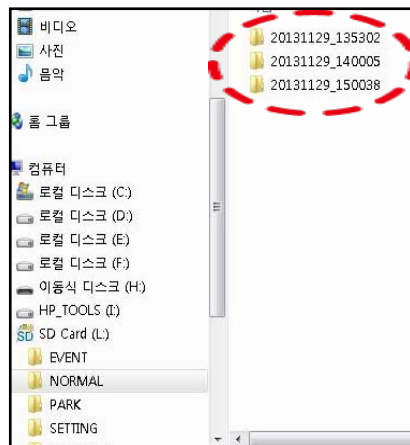 비디오
사진
음악
홈 그룹
컴퓨터
로컬 디스크 (C:)
로컬 디스크 (D:)
로컬 디스크 (E:)
로컬 디스크 (F:)
이동식 디스크 (H:)
HP_TOOLS (I:)
SD Card (L:)
EVENT
NORMAL
PARK
SETTING
20131129_135302
20131129_140005
20131129_150038